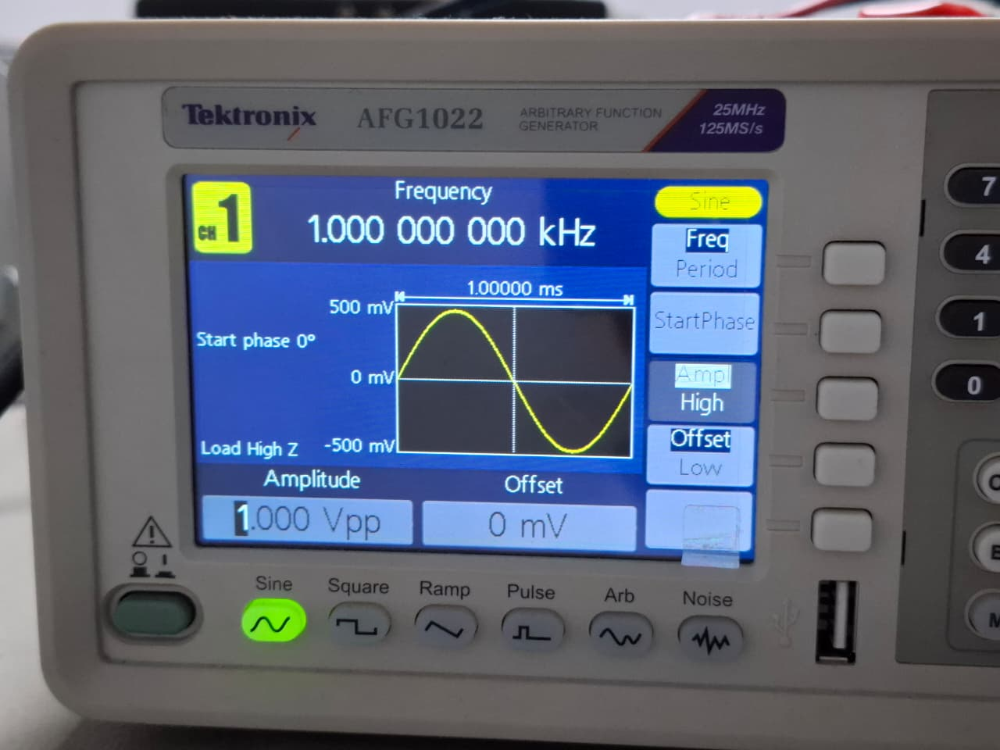 Tektronix AFG1022 ARBITRARY FUNCTION GENERATOR 25MHz 125MS/s
CH 1
Frequency
1.000 000 000 kHz
Sine
Freq
Period
StartPhase
Ampl
High
Offset
Low
1.00000 ms
500 mV
Start phase 0°
0 mV
Load High Z
-500 mV
Amplitude
Offset
1.000 Vpp
0 mV
Sine
Square
Ramp
Pulse
Arb
Noise
7
4
1
0